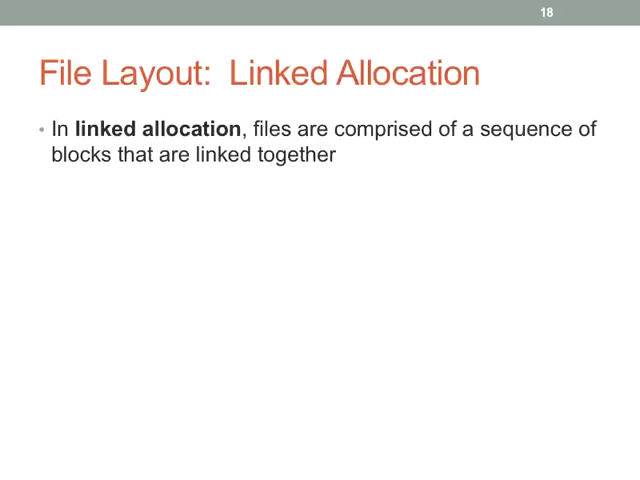 18
File Layout:  Linked Allocation
• In linked allocation, files are comprised of a sequence of
blocks that are linked together